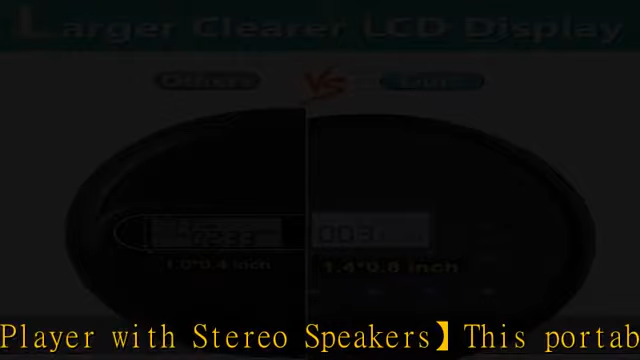 Larger Clearer LCD Display
Others VS Ours
1.0*0.4 inch 1.4*0.8 inch
Player with Stereo Speakers】This portab